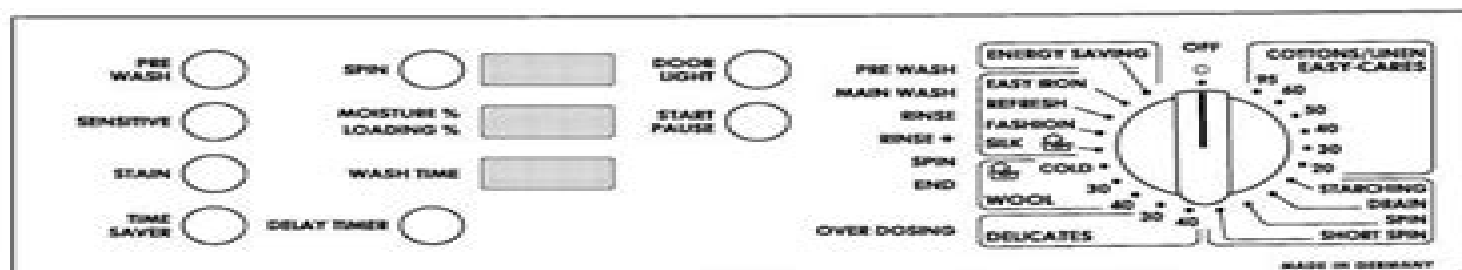 PRE
WASH
SENSITIVE
STAIN
TIME
SAVER
SPIN
MOISTURE %
LOADING %
WASH TIME
DELAY TIMER
DOOR
LIGHT
START
PAUSE
PRE WASH
MAIN WASH
RINSE
RINSE +
SPIN
END
OVER DOSING
ENERGY SAVING
EASY IRON
REFRESH
FASHION
SILK
COLD
30
40
WOOL
30
40
DELICATES
OFF
COTTONS/LINEN
EASY-CARES
95
60
50
40
30
20
STARCHING
DRAIN
SPIN
SHORT SPIN
MADE IN GERMANY